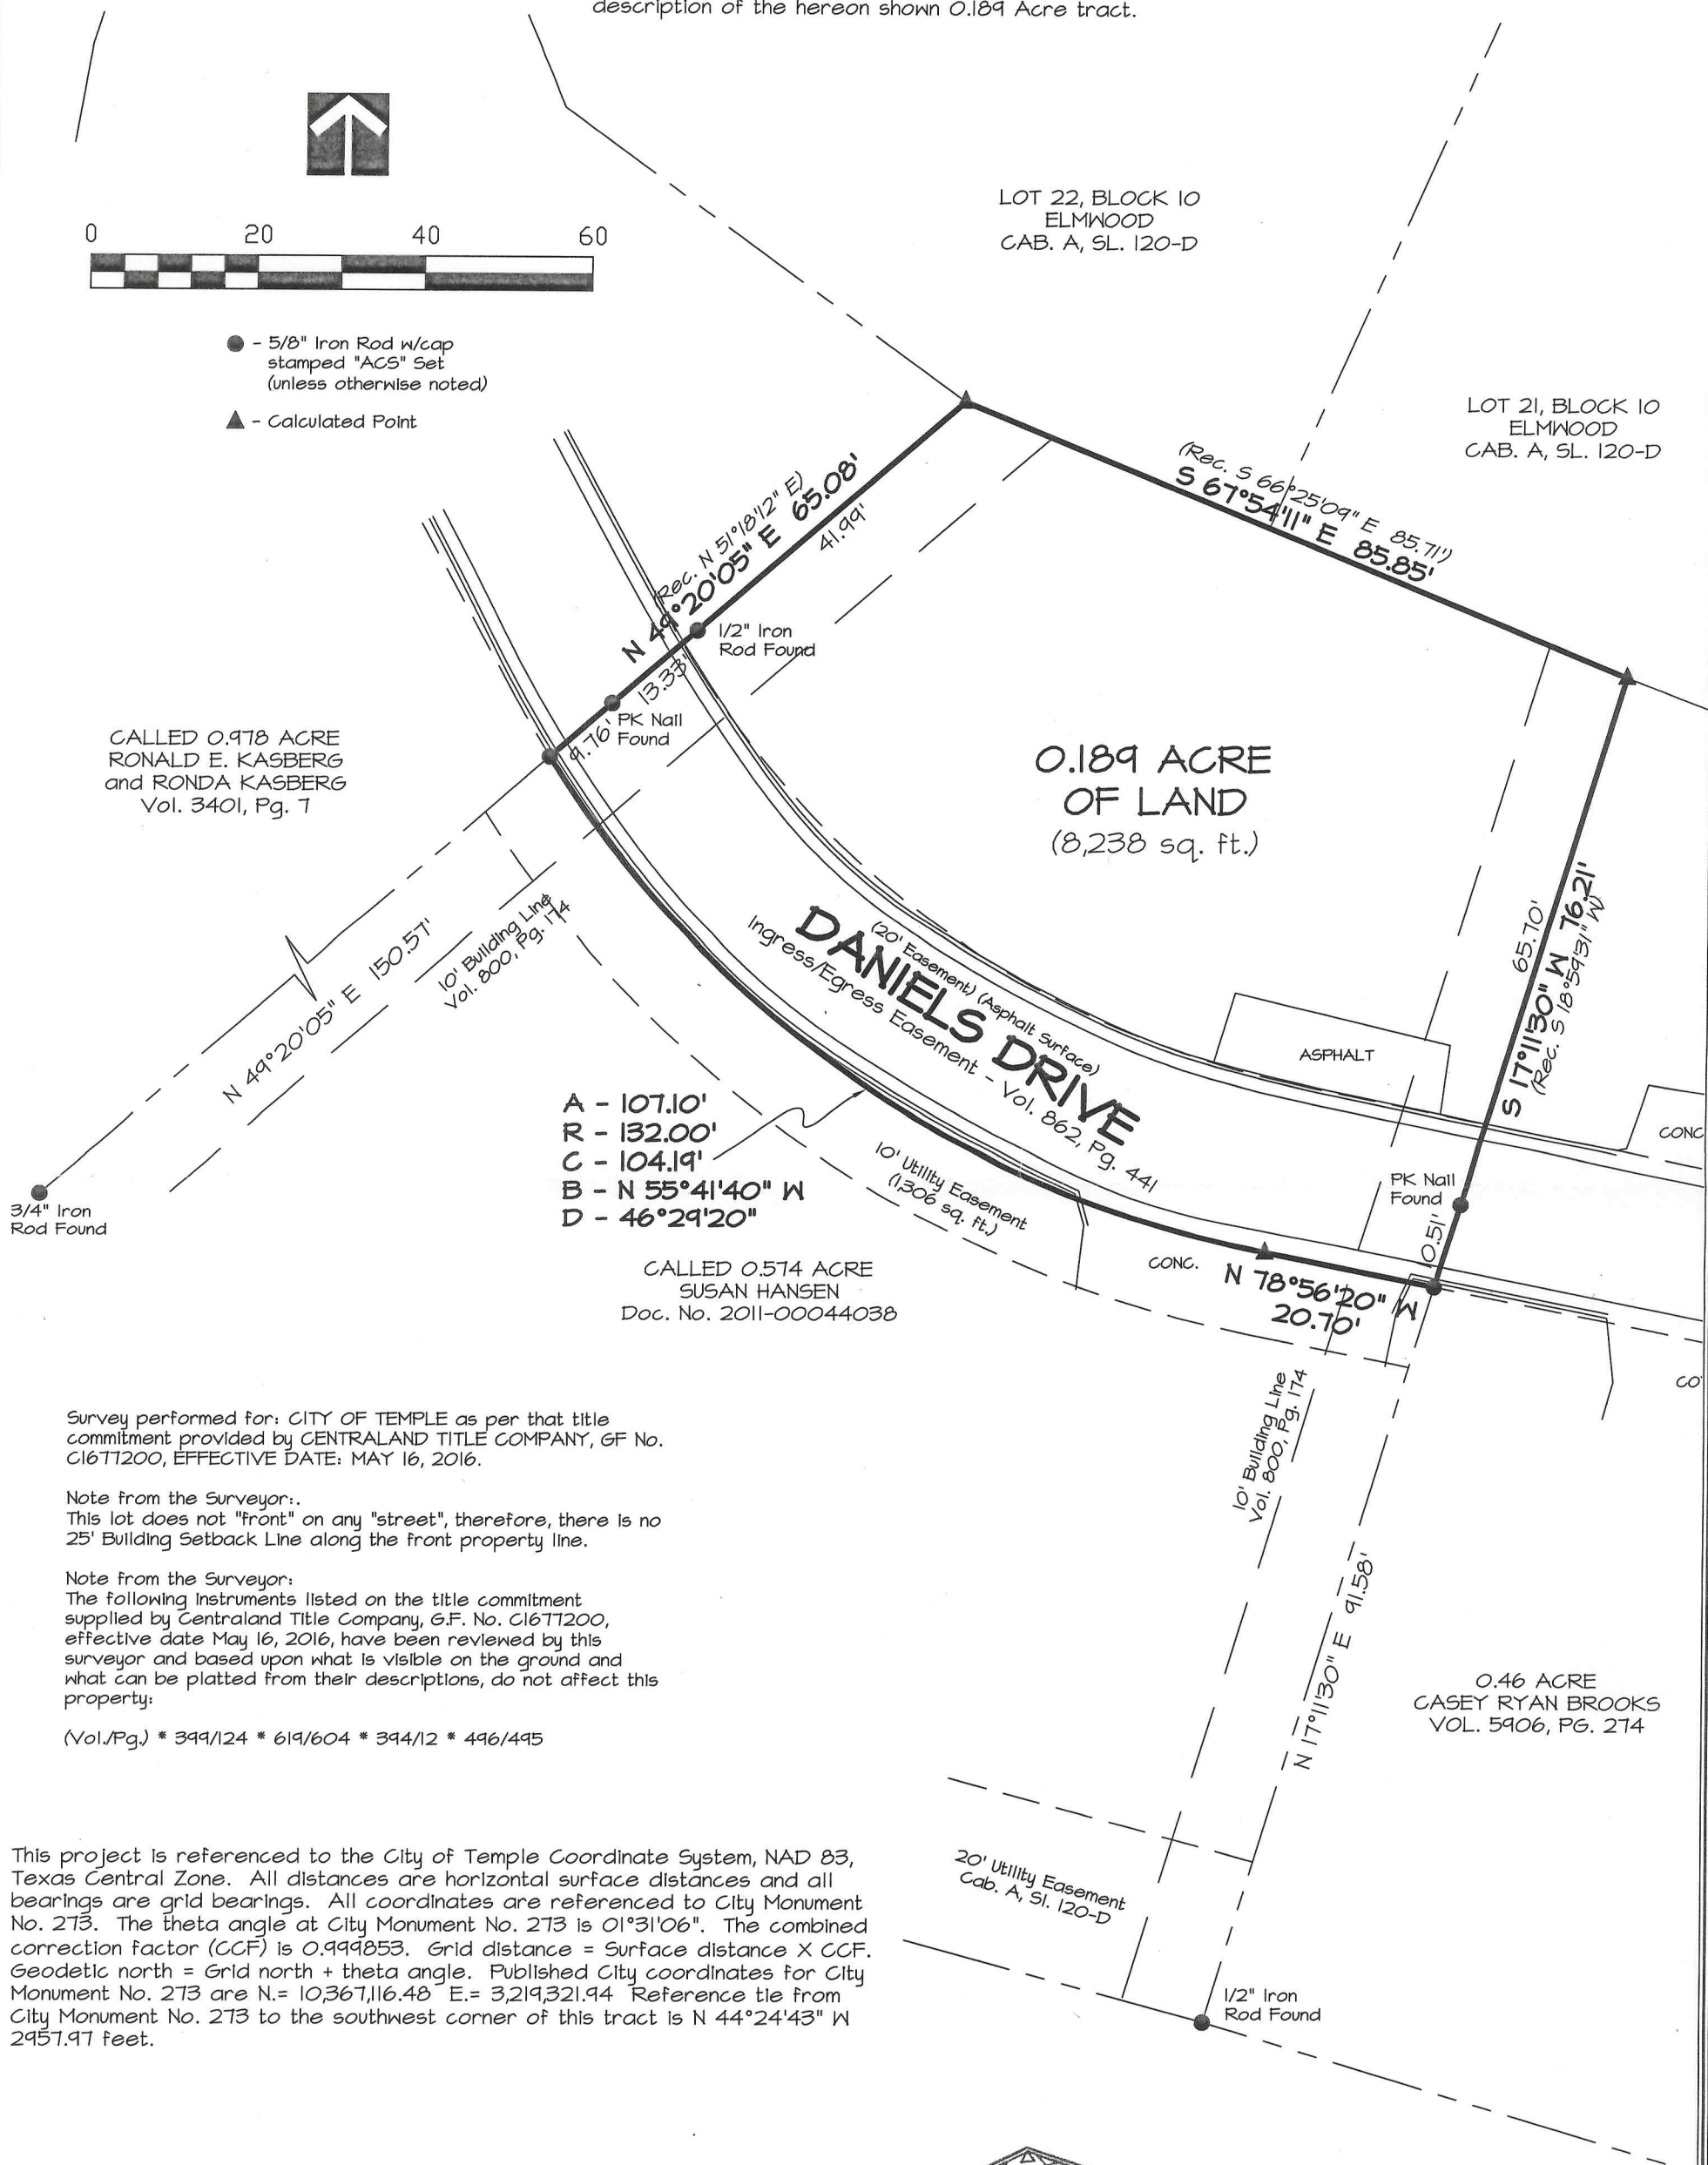 description of the hereon shown 0.189 Acre tract.
0 20 40 60
- 5/8" Iron Rod w/cap
stamped "ACS" Set
(unless otherwise noted)
- Calculated Point
LOT 22, BLOCK 10
ELMWOOD
CAB. A, SL. 120-D
LOT 21, BLOCK 10
ELMWOOD
CAB. A, SL. 120-D
(Rec. N 51°18'12" E)
N 49°20'05" E 65.08'
41.99'
13.33'
9.76'
1/2" Iron
Rod Found
PK Nail
Found
(Rec. S 66°25'09" E 85.71')
S 67°54'11" E 85.85'
CALLED 0.978 ACRE
RONALD E. KASBERG
and RONDA KASBERG
Vol. 3401, Pg. 7
0.189 ACRE
OF LAND
(8,238 sq. ft.)
65.70'
S 17°11'30" W 76.21'
(Rec. S 18°59'31" W)
10' Building Line
Vol. 800, Pg. 174
N 49°20'05" E 150.57'
(20' Easement) (Asphalt Surface)
DANIELS DRIVE
Ingress/Egress Easement - Vol. 862, Pg. 441
ASPHALT
CONC
A - 107.10'
R - 132.00'
C - 104.19'
B - N 55°41'40" W
D - 46°29'20"
10' Utility Easement
(1,306 sq. ft.)
PK Nail
Found
10.51'
3/4" Iron
Rod Found
CONC.
N 78°56'20" W
20.70'
CALLED 0.574 ACRE
SUSAN HANSEN
Doc. No. 2011-00044038
CO
10' Building Line
Vol. 800, Pg. 174
Survey performed for: CITY OF TEMPLE as per that title
commitment provided by CENTRALAND TITLE COMPANY, GF No.
C1677200, EFFECTIVE DATE: MAY 16, 2016.
Note from the Surveyor:.
This lot does not "front" on any "street", therefore, there is no
25' Building Setback Line along the front property line.
Note from the Surveyor:
The following instruments listed on the title commitment
supplied by Centraland Title Company, G.F. No. C1677200,
effective date May 16, 2016, have been reviewed by this
surveyor and based upon what is visible on the ground and
what can be platted from their descriptions, do not affect this
property:
(Vol./Pg.) * 399/124 * 619/604 * 394/12 * 496/495
N 17°11'30" E 91.58'
0.46 ACRE
CASEY RYAN BROOKS
VOL. 5906, PG. 274
This project is referenced to the City of Temple Coordinate System, NAD 83,
Texas Central Zone. All distances are horizontal surface distances and all
bearings are grid bearings. All coordinates are referenced to City Monument
No. 273. The theta angle at City Monument No. 273 is 01°31'06". The combined
correction factor (CCF) is 0.999853. Grid distance = Surface distance X CCF.
Geodetic north = Grid north + theta angle. Published City coordinates for City
Monument No. 273 are N.= 10,367,116.48 E.= 3,219,321.94 Reference tie from
City Monument No. 273 to the southwest corner of this tract is N 44°24'43" W
2957.97 feet.
20' Utility Easement
Cab. A, Sl. 120-D
1/2" Iron
Rod Found